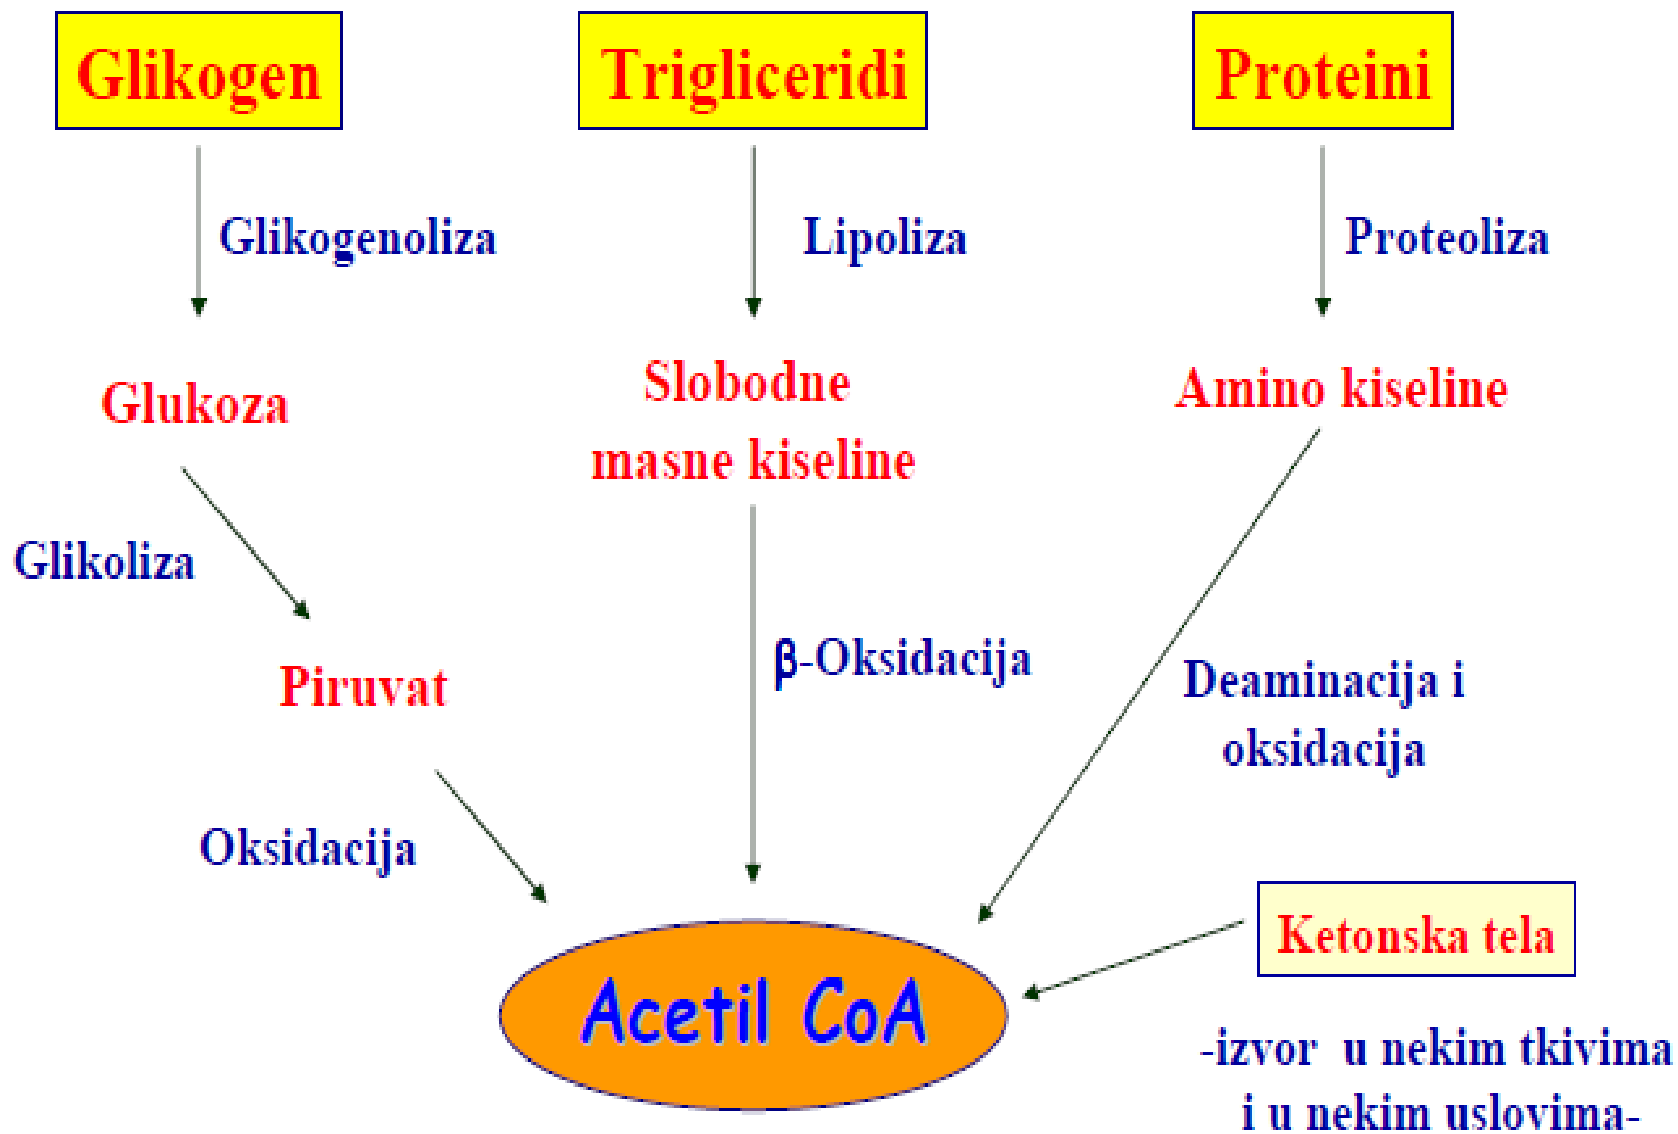 Glikogen
Trigliceridi
Proteini
Glikogenoliza
Lipoliza
Proteoliza
Glukoza
Slobodne
masne kiseline
Amino kiseline
Glikoliza
Piruvat
β-Oksidacija
Deaminacija i
oksidacija
Oksidacija
Ketonska tela
Acetil CoA
-izvor u nekim tkivima
i u nekim uslovima-